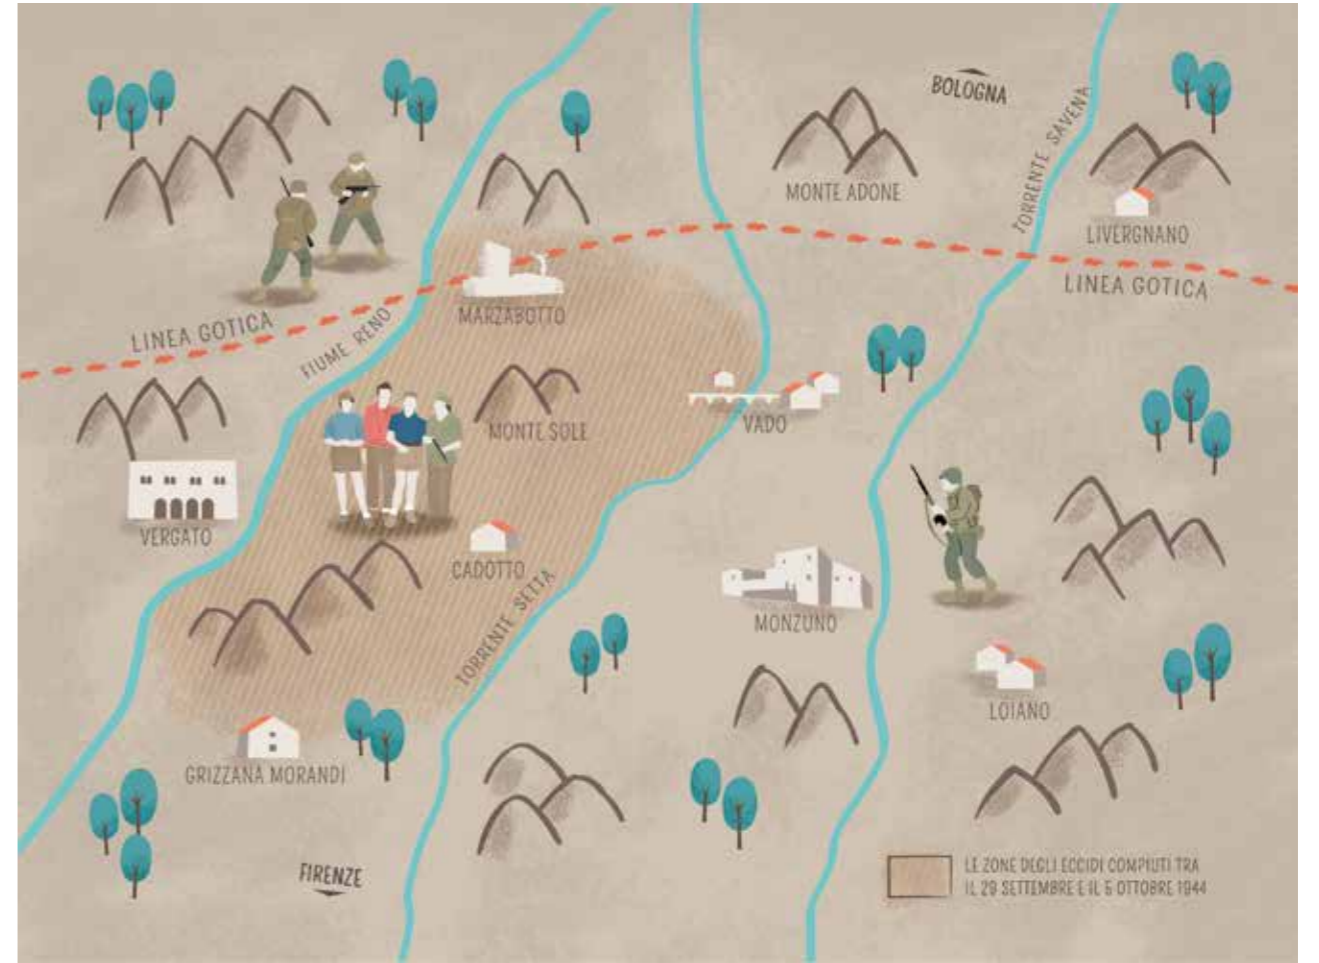 BOLOGNA
TORRENTE SAVENA
MONTE ADONE
LIVERGNANO
LINEA GOTICA
LINEA GOTICA
FIUME RENO
MARZABOTTO
MONTE SOLE
VADO
VERGATO
CADOTTO
TORRENTE SETTA
MONZUNO
LOIANO
GRIZZANA MORANDI
FIRENZE
LE ZONE DEGLI ECCIDI COMPIUTI TRA
IL 29 SETTEMBRE E IL 5 OTTOBRE 1944